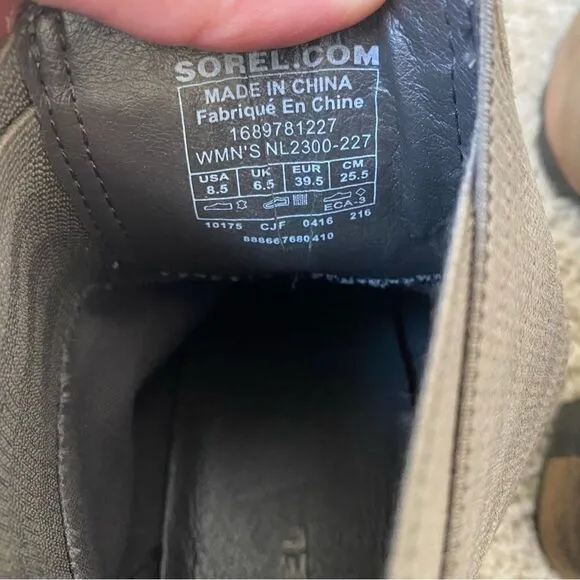 SOREL.COM
MADE IN CHINA
Fabriqué En Chine
1689781227
WMN'S NL2300-227
USA UK EUR CM
8.5 6.5 39.5 25.5
ECA-3
10175 CJF 0416 216
888667680410
EL